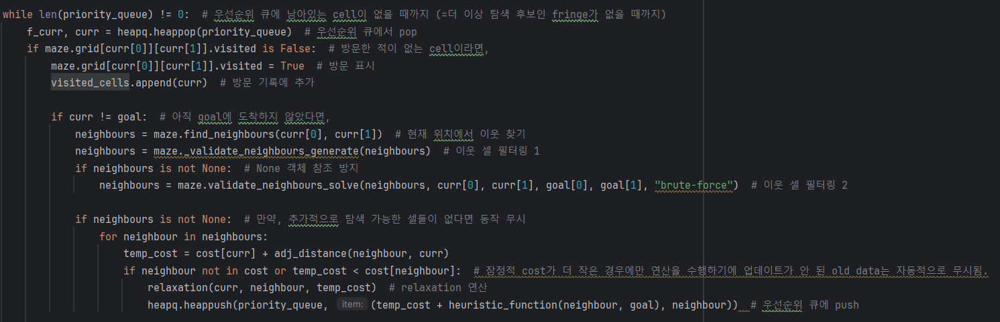 while len(priority_queue) != 0:  # 우선순위 큐에 남아있는 cell이 없을 때까지 (=더 이상 탐색 후보인 fringe가 없을 때까지)
    f_curr, curr = heapq.heappop(priority_queue)  # 우선순위 큐에서 pop
    if maze.grid[curr[0]][curr[1]].visited is False:  # 방문한 적이 없는 cell이라면,
        maze.grid[curr[0]][curr[1]].visited = True  # 방문 표시
        visited_cells.append(curr)  # 방문 기록에 추가

        if curr != goal:  # 아직 goal에 도착하지 않았다면,
            neighbours = maze.find_neighbours(curr[0], curr[1])  # 현재 위치에서 이웃 찾기
            neighbours = maze._validate_neighbours_generate(neighbours)  # 이웃 셀 필터링 1
            if neighbours is not None:  # None 객체 참조 방지
                neighbours = maze.validate_neighbours_solve(neighbours, curr[0], curr[1], goal[0], goal[1], "brute-force")  # 이웃 셀 필터링 2

            if neighbours is not None:  # 만약, 추가적으로 탐색 가능한 셀들이 없다면 동작 무시
                for neighbour in neighbours:
                    temp_cost = cost[curr] + adj_distance(neighbour, curr)
                    if neighbour not in cost or temp_cost < cost[neighbour]:  # 잠정적 cost가 더 작은 경우에만 연산을 수행하기에 업데이트가 안 된 old data는 자동적으로 무시됨.
                        relaxation(curr, neighbour, temp_cost)  # relaxation 연산
                        heapq.heappush(priority_queue, item: (temp_cost + heuristic_function(neighbour, goal), neighbour))  # 우선순위 큐에 push